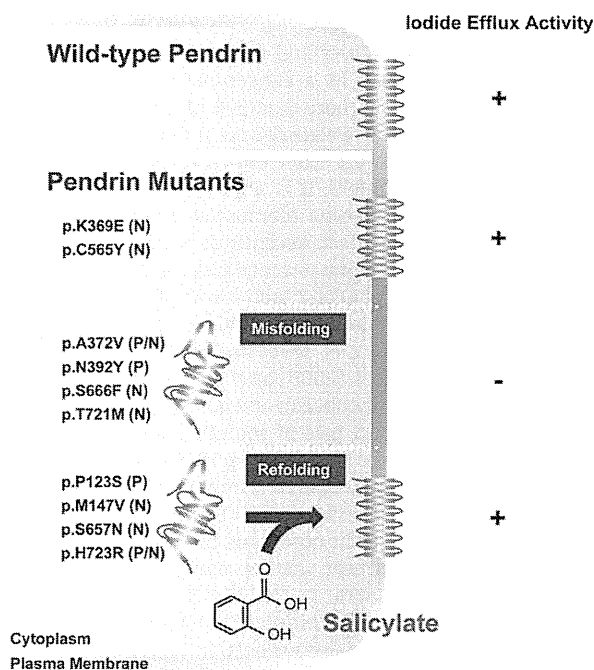 Iodide Efflux Activity
Wild-type Pendrin
+
Pendrin Mutants
p.K369E (N)
p.C565Y (N)
+
Misfolding
p.A372V (P/N)
p.N392Y (P)
p.S666F (N)
p.T721M (N)
-
Refolding
p.P123S (P)
p.M147V (N)
p.S657N (N)
p.H723R (P/N)
+
O
OH
OH
Salicylate
Cytoplasm
Plasma Membrane